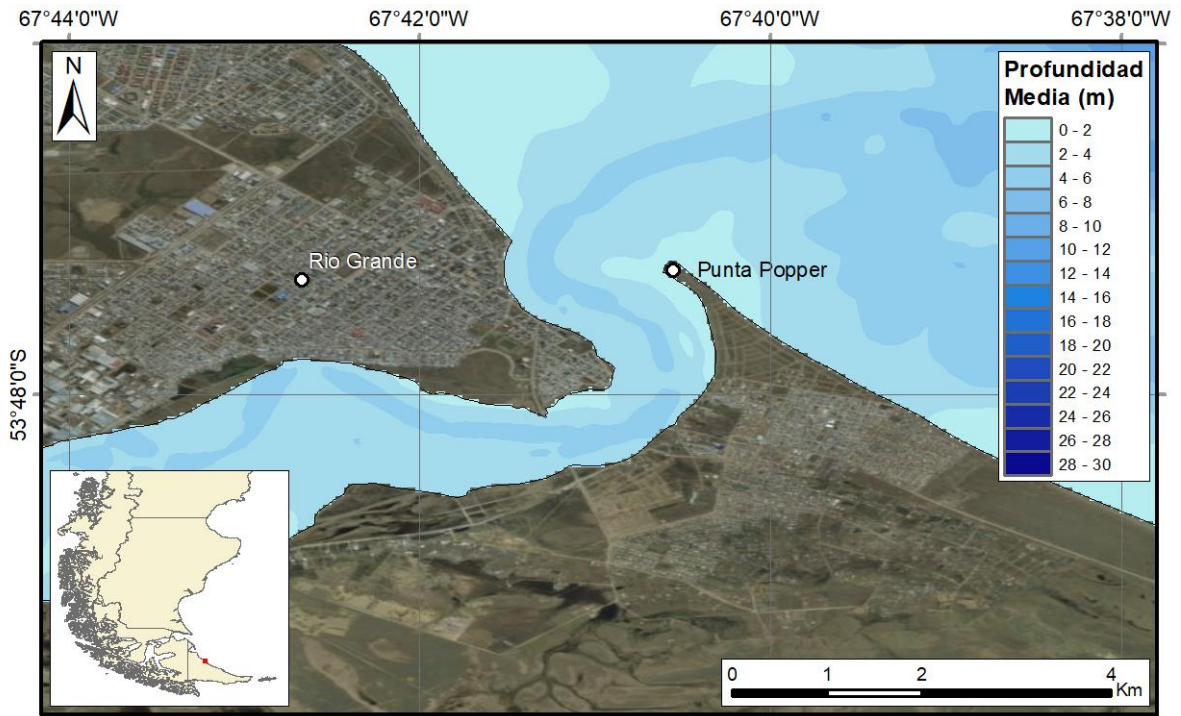 67°44'0"W
67°42'0"W
67°40'0"W
67°38'0"W
N
Profundidad
Media (m)
0 - 2
2 - 4
4 - 6
6 - 8
8 - 10
10 - 12
12 - 14
14 - 16
16 - 18
18 - 20
20 - 22
22 - 24
24 - 26
26 - 28
28 - 30
Rio Grande
Punta Popper
53°48'0"S
0 1 2 4
Km